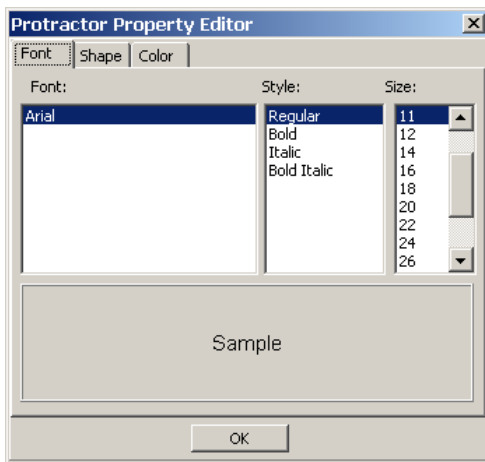 Protractor Property Editor
Font Shape Color
Font: Style: Size:
Arial Regular 11
Bold 12
Italic 14
Bold Italic 16
18
20
22
24
26
Sample
OK